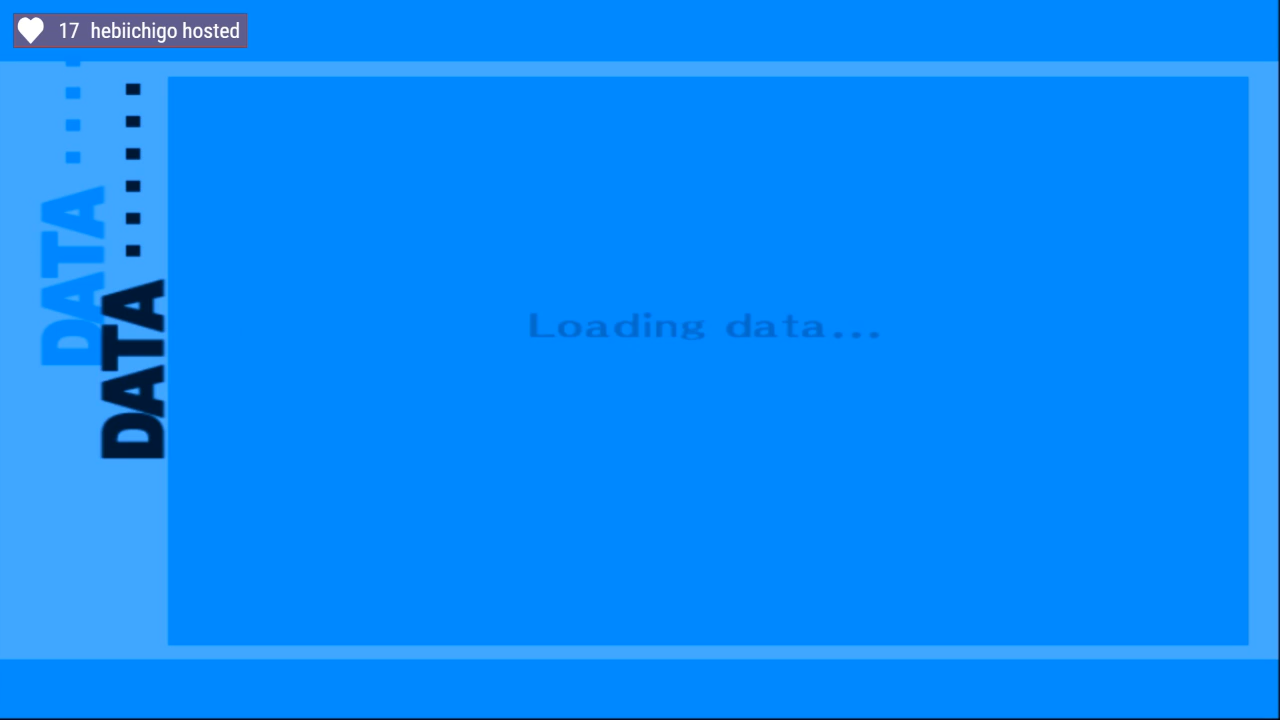 17 hebiichigo hosted
DATA ....
DATA ......
Loading data...